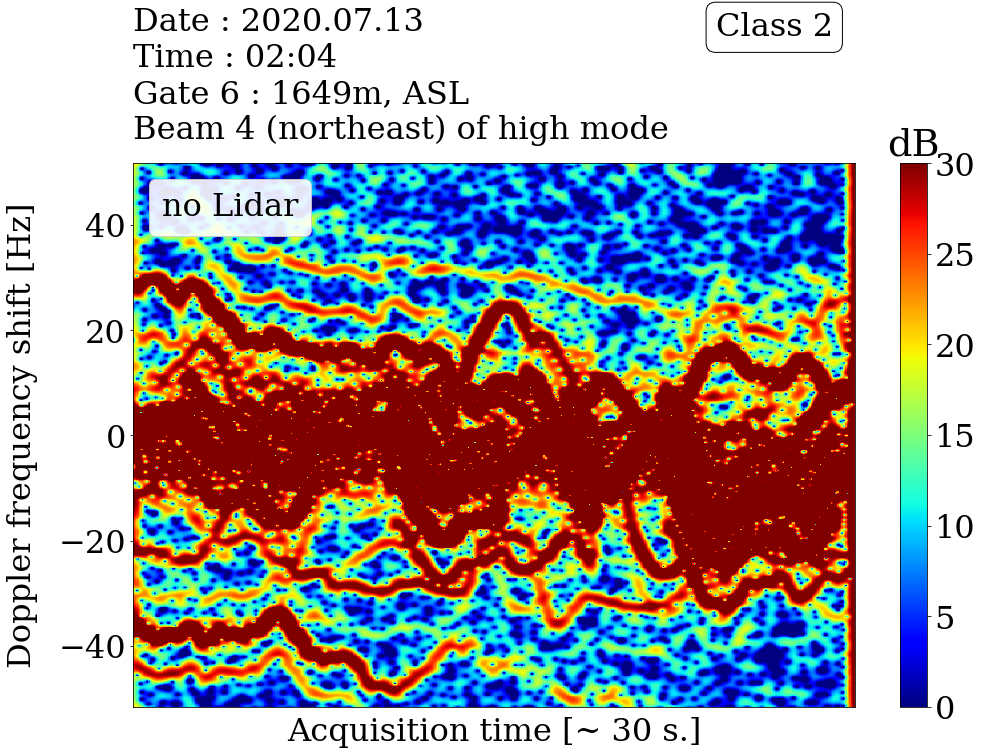 Date : 2020.07.13
Time : 02:04
Gate 6 : 1649m, ASL
Beam 4 (northeast) of high mode
Class 2
no Lidar
Doppler frequency shift [Hz]
40
20
0
−20
−40
Acquisition time [~ 30 s.]
dB
30
25
20
15
10
5
0